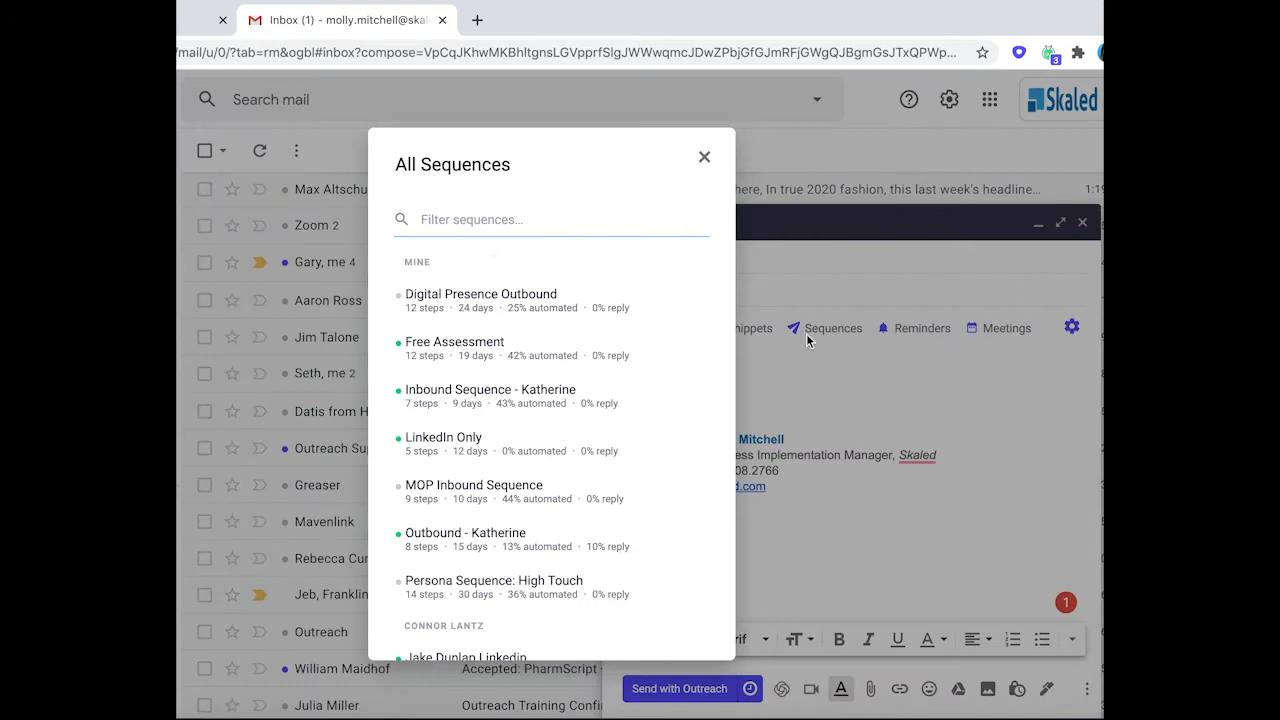 Inbox (1) - molly.mitchell@skal
/mail/u/0/?tab=rm&ogbl#inbox?compose=VpCqJKhwMKBhltgnsLGVpprfSlgJWWwqmcJDwZPbjGfGJmRFjGWgQJBgmGsJTxQPWp...
3
Search mail
Skaled
Max Altschu
here, In true 2020 fashion, this last week's headline...
1:19
Zoom 2
Gary, me 4
Aaron Ross
Jim Talone
Seth, me 2
Datis from H
Outreach Su
Greaser
Mavenlink
Rebecca Cu
Jeb, Franklin
Outreach
William Maidhof
Accepted: PharmScript
Julia Miller
Outreach Training Confi
All Sequences
Filter sequences...
MINE
Digital Presence Outbound
12 steps · 24 days · 25% automated · 0% reply
Free Assessment
12 steps · 19 days · 42% automated · 0% reply
Inbound Sequence - Katherine
7 steps · 9 days · 43% automated · 0% reply
LinkedIn Only
5 steps · 12 days · 0% automated · 0% reply
MOP Inbound Sequence
9 steps · 10 days · 44% automated · 0% reply
Outbound - Katherine
8 steps · 15 days · 13% automated · 10% reply
Persona Sequence: High Touch
14 steps · 30 days · 36% automated · 0% reply
CONNOR LANTZ
Jake Dunlap Linkedin
nippets
Sequences
Reminders
Meetings
Mitchell
ess Implementation Manager, Skaled
08.2766
d.com
1
rif
Send with Outreach